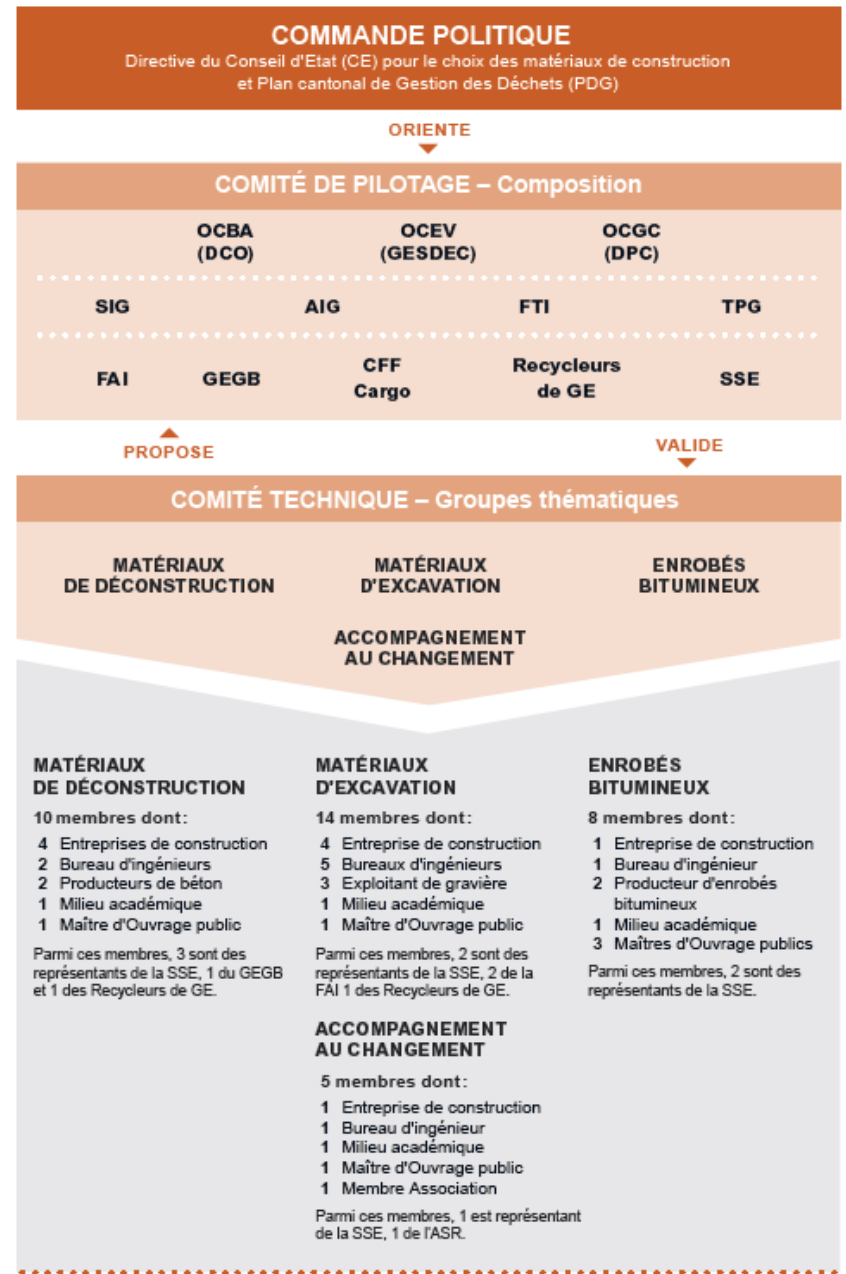 COMMANDE POLITIQUE
Directive du Conseil d'Etat (CE) pour le choix des matériaux de construction
et Plan cantonal de Gestion des Déchets (PDG)
ORIENTE
COMITÉ DE PILOTAGE – Composition
OCBA
(DCO)
OCEV
(GESDEC)
OCGC
(DPC)
SIG
AIG
FTI
TPG
FAI
GEGB
CFF
Cargo
Recycleurs
de GE
SSE
PROPOSE
VALIDE
COMITÉ TECHNIQUE – Groupes thématiques
MATÉRIAUX
DE DÉCONSTRUCTION
MATÉRIAUX
D'EXCAVATION
ENROBÉS
BITUMINEUX
ACCOMPAGNEMENT
AU CHANGEMENT
MATÉRIAUX
DE DÉCONSTRUCTION
10 membres dont:
4 Entreprises de construction
2 Bureau d'ingénieurs
2 Producteurs de béton
1 Milieu académique
1 Maître d'Ouvrage public
Parmi ces membres, 3 sont des
représentants de la SSE, 1 du GEGB
et 1 des Recycleurs de GE.
MATÉRIAUX
D'EXCAVATION
14 membres dont:
4 Entreprise de construction
5 Bureaux d'ingénieurs
3 Exploitant de gravière
1 Milieu académique
1 Maître d'Ouvrage public
Parmi ces membres, 2 sont des
représentants de la SSE, 2 de la
FAI 1 des Recycleurs de GE.
ACCOMPAGNEMENT
AU CHANGEMENT
5 membres dont:
1 Entreprise de construction
1 Bureau d'ingénieur
1 Milieu académique
1 Maître d'Ouvrage public
1 Membre Association
Parmi ces membres, 1 est représentant
de la SSE, 1 de l'ASR.
ENROBÉS
BITUMINEUX
8 membres dont:
1 Entreprise de construction
1 Bureau d'ingénieur
2 Producteur d'enrobés
bitumineux
1 Milieu académique
3 Maîtres d'Ouvrage publics
Parmi ces membres, 2 sont des
représentants de la SSE.